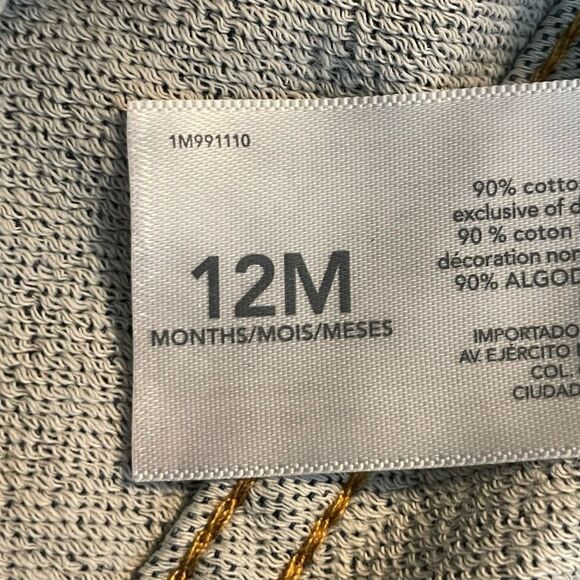 1M991110
12M
MONTHS/MOIS/MESES
90% cotto
exclusive of d
90 % coton
décoration non
90% ALGOD
IMPORTADO
AV. EJÉRCITO
COL.
CIUDAD